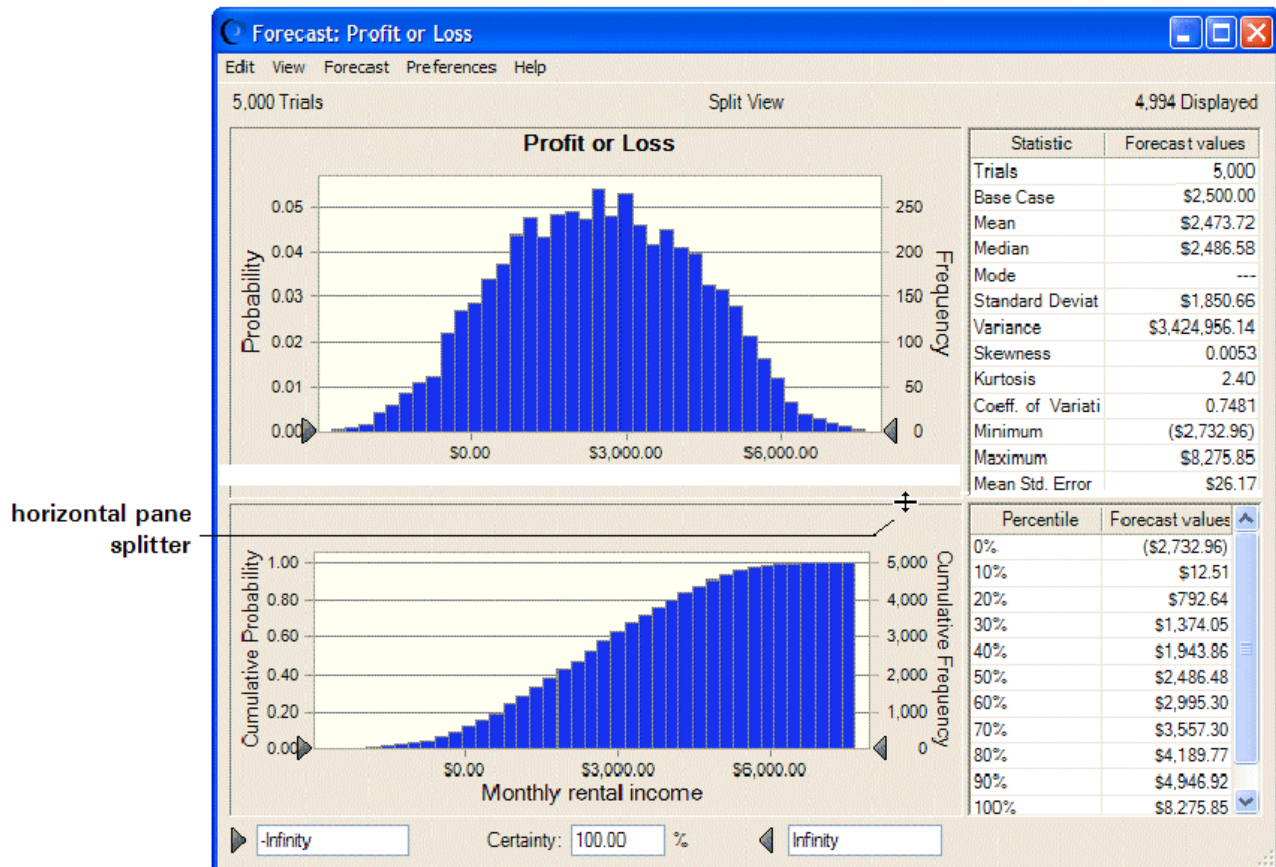 Forecast: Profit or Loss
Edit View Forecast Preferences Help
5,000 Trials Split View 4,994 Displayed
Profit or Loss
Probability
0.05
0.04
0.03
0.02
0.01
0.00
250
200
150
100
50
0
Frequency
$0.00 $3,000.00 $6,000.00
Statistic Forecast values
Trials 5,000
Base Case $2,500.00
Mean $2,473.72
Median $2,486.58
Mode ---
Standard Deviat $1,850.66
Variance $3,424,956.14
Skewness 0.0053
Kurtosis 2.40
Coeff. of Variati 0.7481
Minimum ($2,732.96)
Maximum $8,275.85
Mean Std. Error $26.17
horizontal pane
splitter
Cumulative Probability
1.00
0.80
0.60
0.40
0.20
0.00
5,000
4,000
3,000
2,000
1,000
0
Cumulative Frequency
$0.00 $3,000.00 $6,000.00
Monthly rental income
Percentile Forecast values
0% ($2,732.96)
10% $12.51
20% $792.64
30% $1,374.05
40% $1,943.86
50% $2,486.48
60% $2,995.30
70% $3,557.30
80% $4,189.77
90% $4,946.92
100% $8,275.85
-Infinity Certainty: 100.00 % Infinity